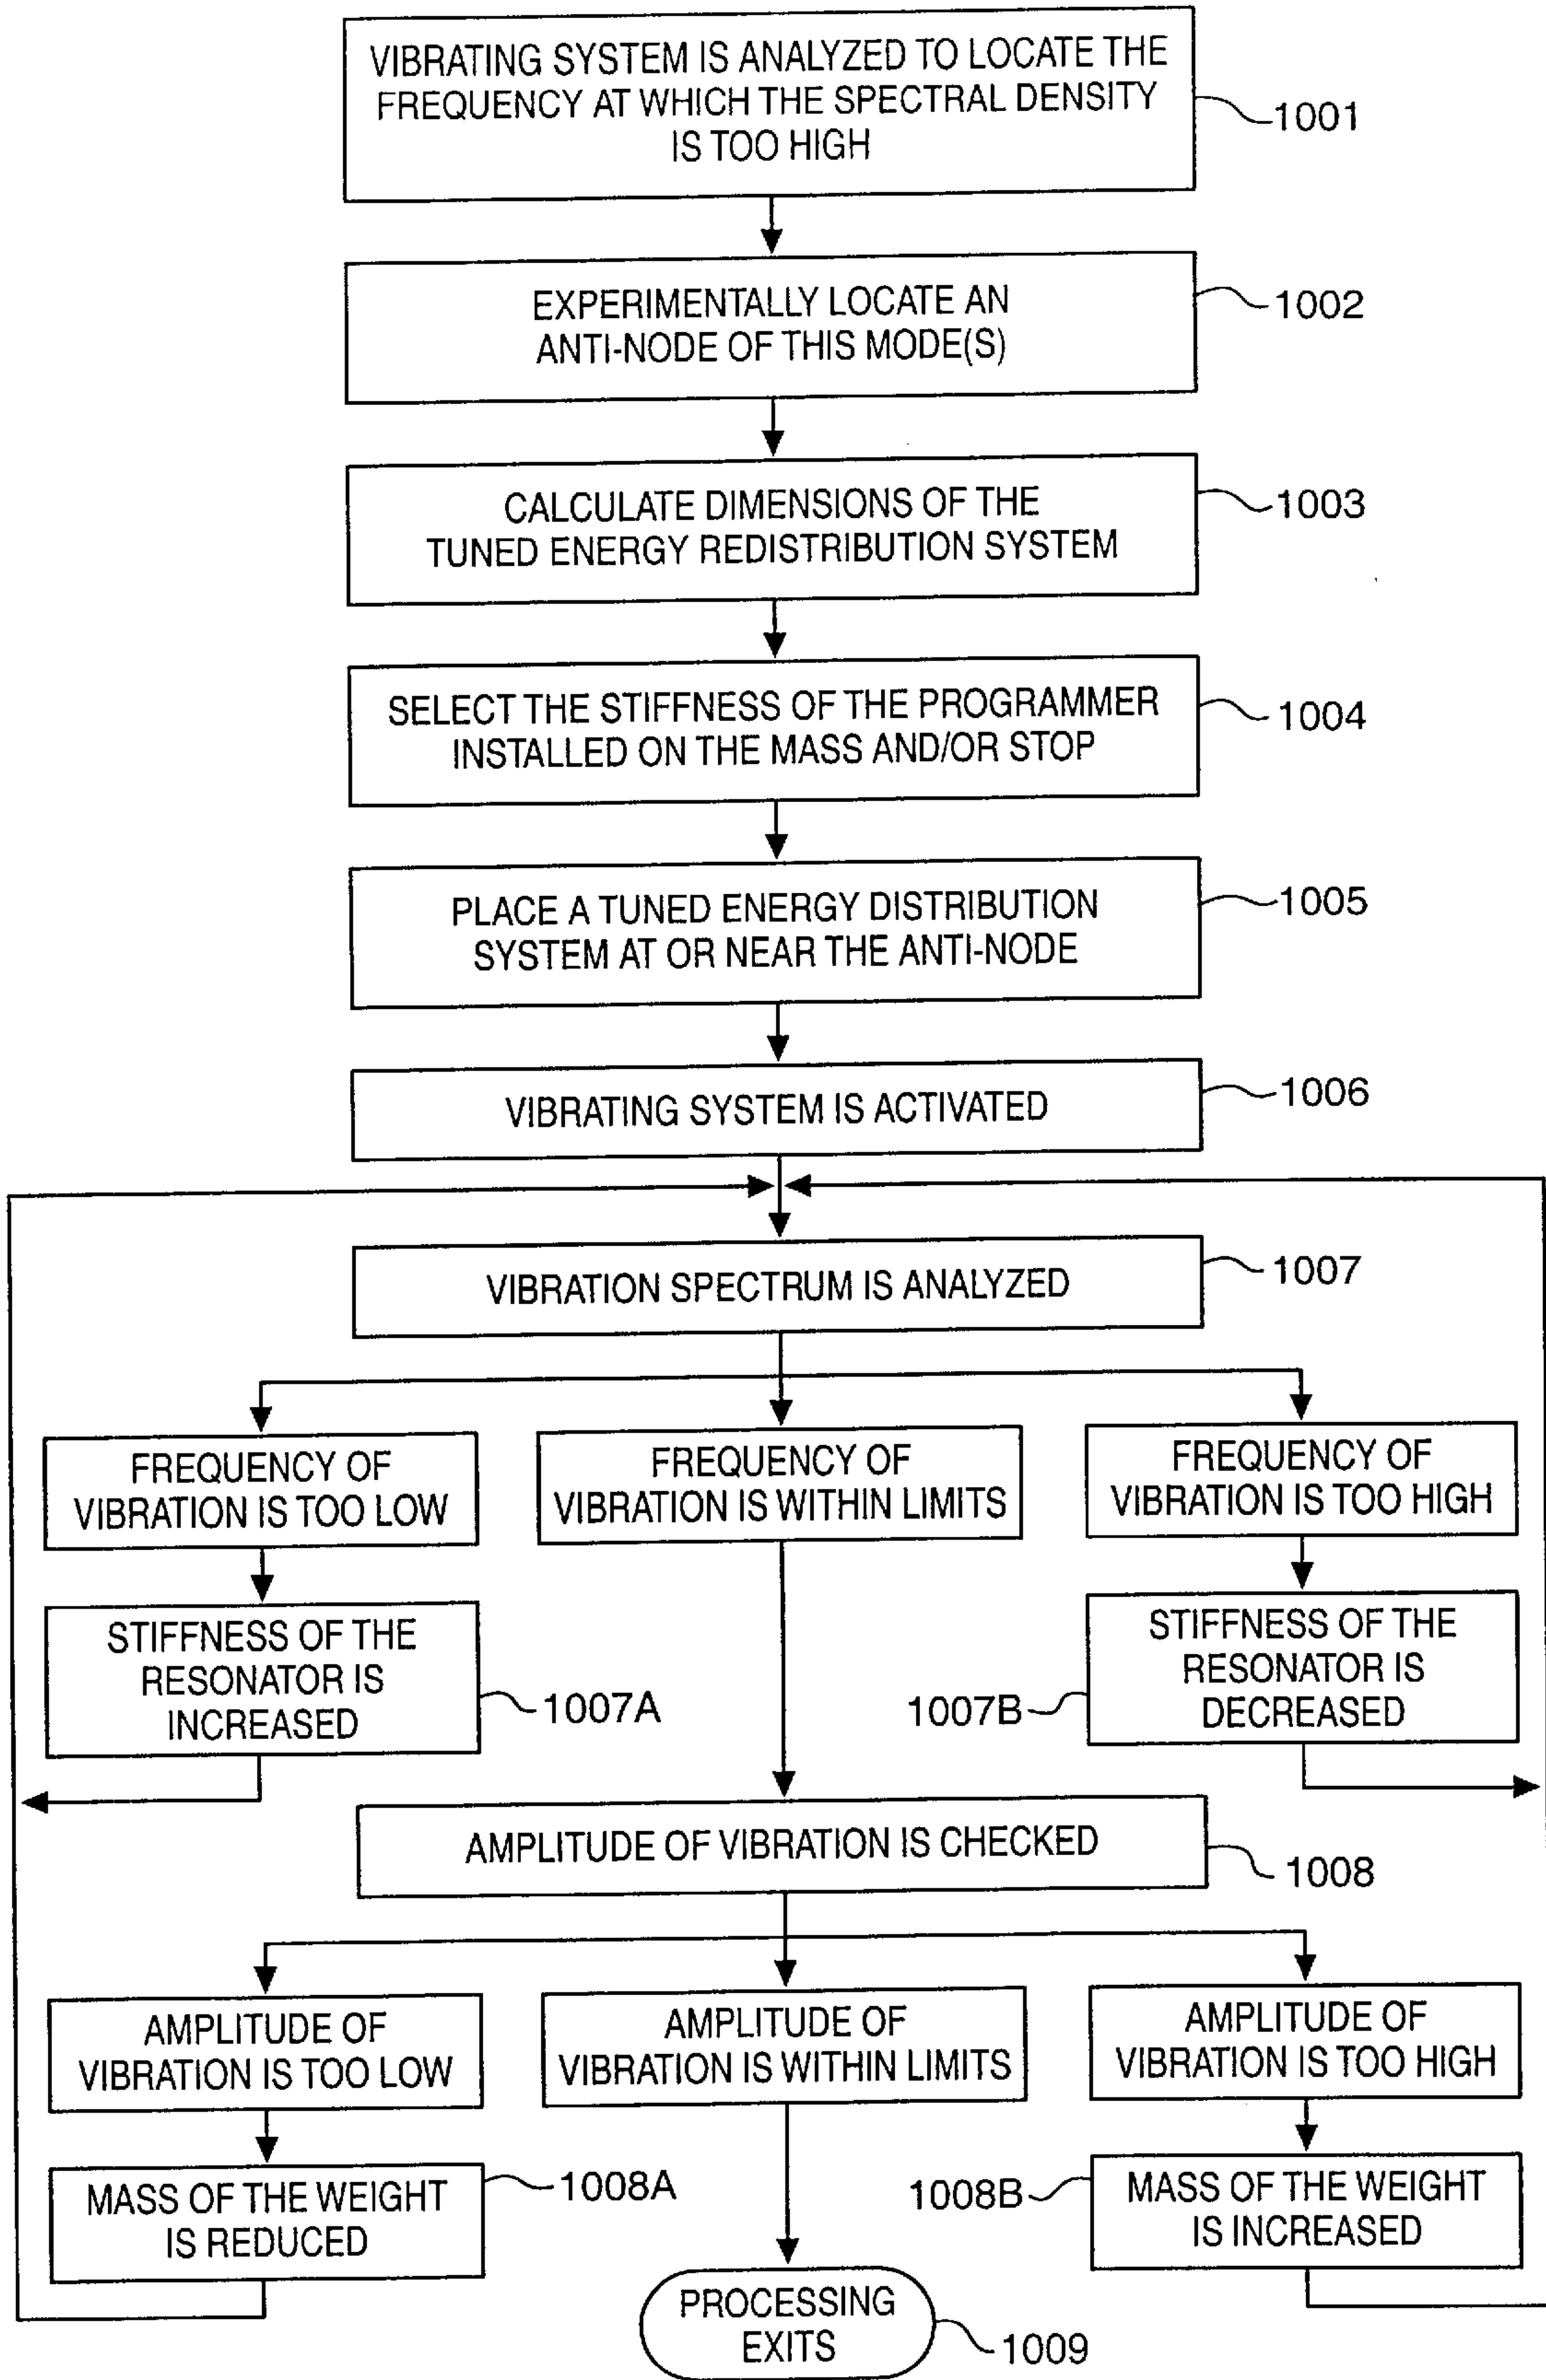 VIBRATING SYSTEM IS ANALYZED TO LOCATE THE
FREQUENCY AT WHICH THE SPECTRAL DENSITY
IS TOO HIGH
1001
EXPERIMENTALLY LOCATE AN
ANTI-NODE OF THIS MODE(S)
1002
CALCULATE DIMENSIONS OF THE
TUNED ENERGY REDISTRIBUTION SYSTEM
1003
SELECT THE STIFFNESS OF THE PROGRAMMER
INSTALLED ON THE MASS AND/OR STOP
1004
PLACE A TUNED ENERGY DISTRIBUTION
SYSTEM AT OR NEAR THE ANTI-NODE
1005
VIBRATING SYSTEM IS ACTIVATED
1006
VIBRATION SPECTRUM IS ANALYZED
1007
FREQUENCY OF
VIBRATION IS TOO LOW
FREQUENCY OF
VIBRATION IS WITHIN LIMITS
FREQUENCY OF
VIBRATION IS TOO HIGH
STIFFNESS OF THE
RESONATOR IS
INCREASED
1007A
1007B
STIFFNESS OF THE
RESONATOR IS
DECREASED
AMPLITUDE OF VIBRATION IS CHECKED
1008
AMPLITUDE OF
VIBRATION IS TOO LOW
AMPLITUDE OF
VIBRATION IS WITHIN LIMITS
AMPLITUDE OF
VIBRATION IS TOO HIGH
MASS OF THE WEIGHT
IS REDUCED
1008A
1008B
MASS OF THE WEIGHT
IS INCREASED
PROCESSING
EXITS
1009